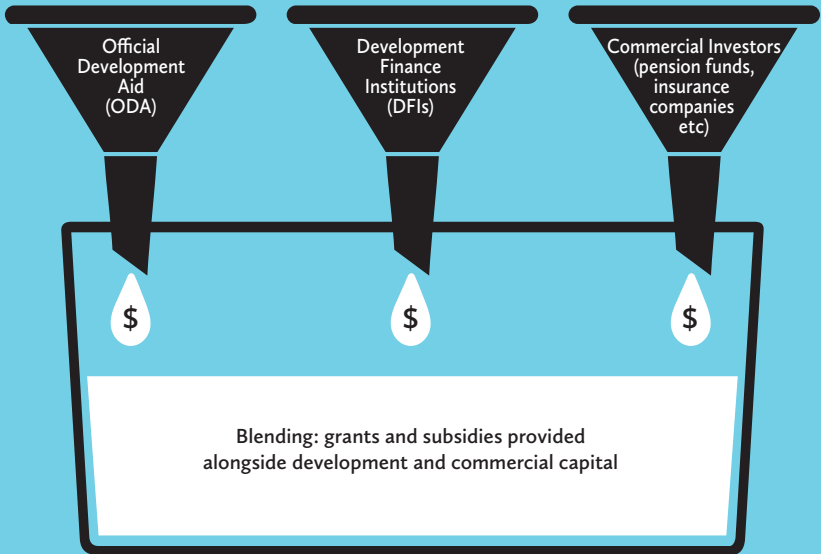 Official
Development
Aid
(ODA)
Development
Finance
Institutions
(DFIs)
Commercial Investors
(pension funds,
insurance
companies
etc)
$
$
$
Blending: grants and subsidies provided
alongside development and commercial capital